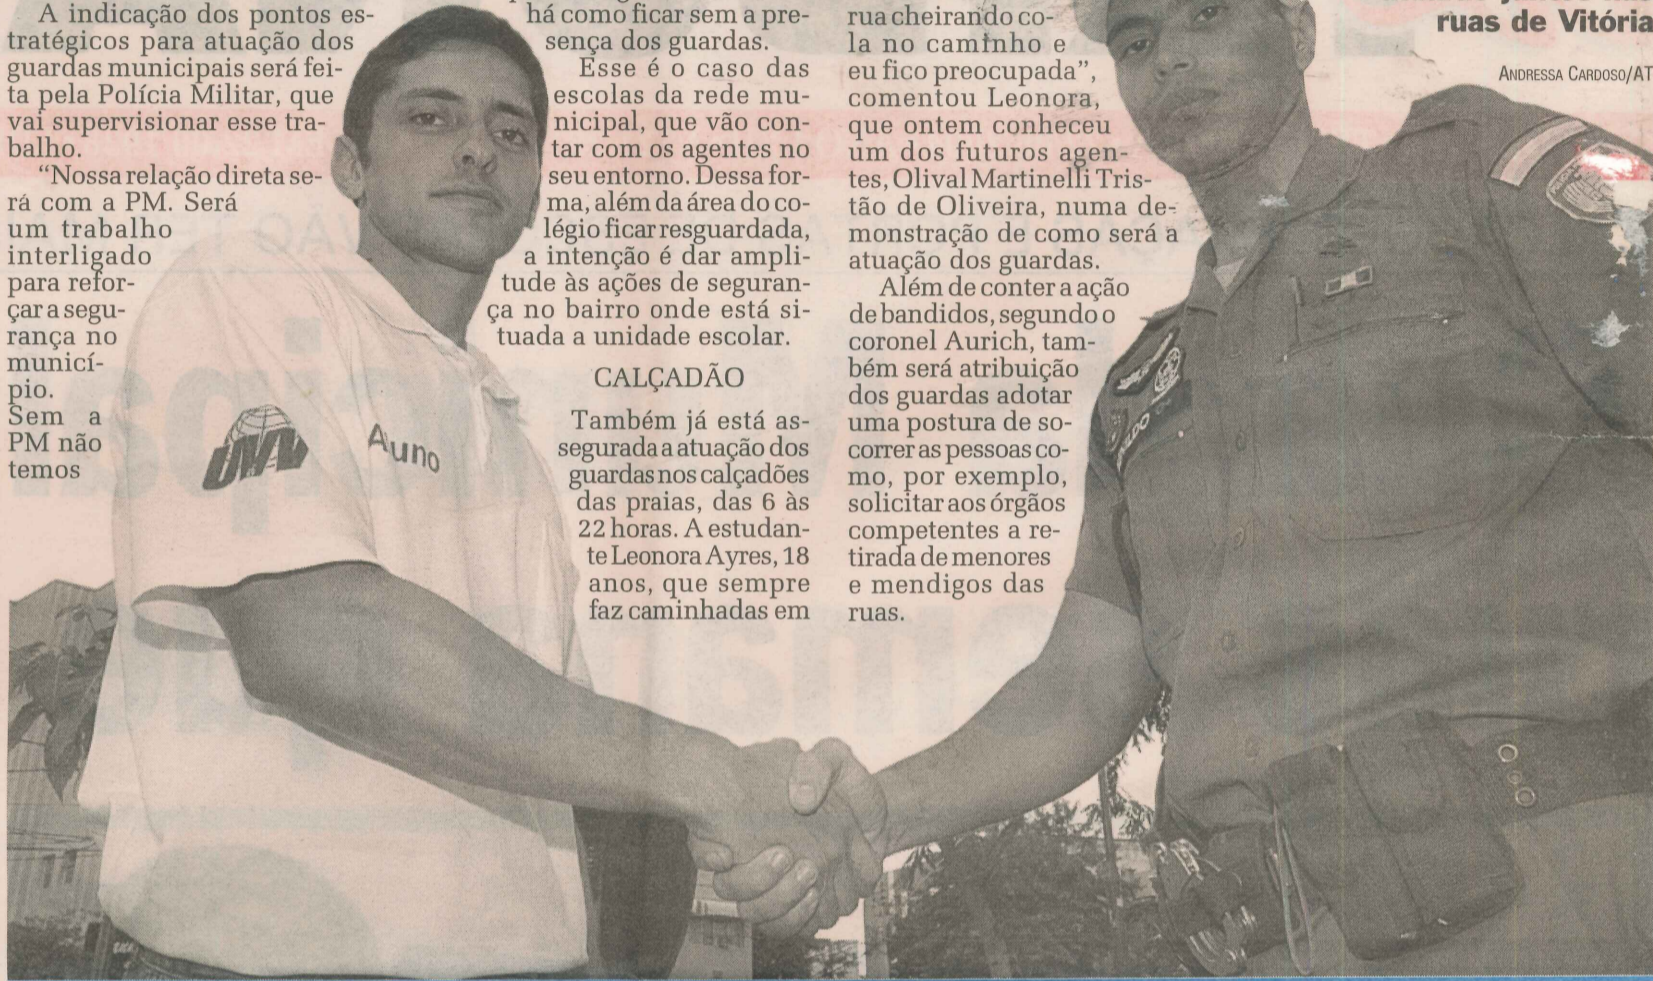 A indicação dos pontos es-
tratégicos para atuação dos
guardas municipais será fei-
ta pela Polícia Militar, que
vai supervisionar esse tra-
balho.
“Nossa relação direta se-
rá com a PM. Será
um trabalho
interligado
para refor-
çar a segu-
rança no
municí-
pio.
Sem a
PM não
temos
há como ficar sem a pre-
sença dos guardas.
Esse é o caso das
escolas da rede mu-
nicipal, que vão con-
tar com os agentes no
seu entorno. Dessa for-
ma, além da área do co-
légio ficar resguardada,
a intenção é dar ampli-
tude às ações de seguran-
ça no bairro onde está si-
tuada a unidade escolar.
CALÇADÃO
Também já está as-
segurada a atuação dos
guardas nos calçadões
das praias, das 6 às
22 horas. A estudan-
te Leonora Ayres, 18
anos, que sempre
faz caminhadas em
rua cheirando co-
la no caminho e
eu fico preocupada”,
comentou Leonora,
que ontem conheceu
um dos futuros agen-
tes, Olival Martinelli Tris-
tão de Oliveira, numa de-
monstração de como será a
atuação dos guardas.
Além de conter a ação
de bandidos, segundo o
coronel Aurich, tam-
bém será atribuição
dos guardas adotar
uma postura de so-
correr as pessoas co-
mo, por exemplo,
solicitar aos órgãos
competentes a re-
tirada de menores
e mendigos das
ruas.
ruas de Vitória
ANDRESSA CARDOSO/AT
UVV
Aluno